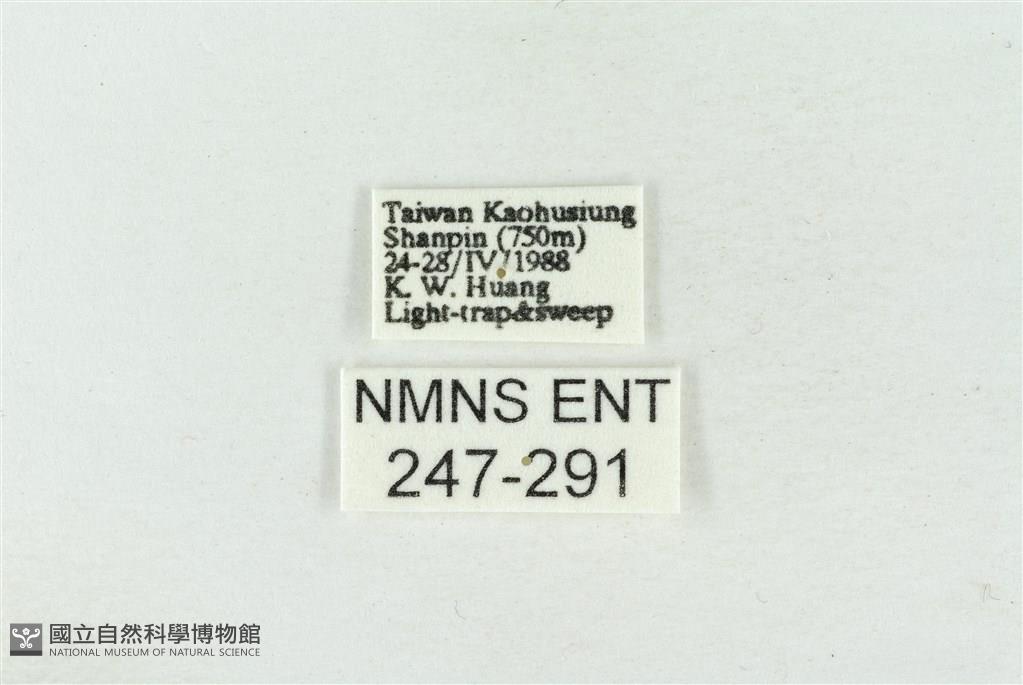 Taiwan Kaohusiung
Shanpin (750m)
24-28/IV/1988
K. W. Huang
Light-trap&sweep
NMNS ENT
247-291
國立自然科學博物館
NATIONAL MUSEUM OF NATURAL SCIENCE